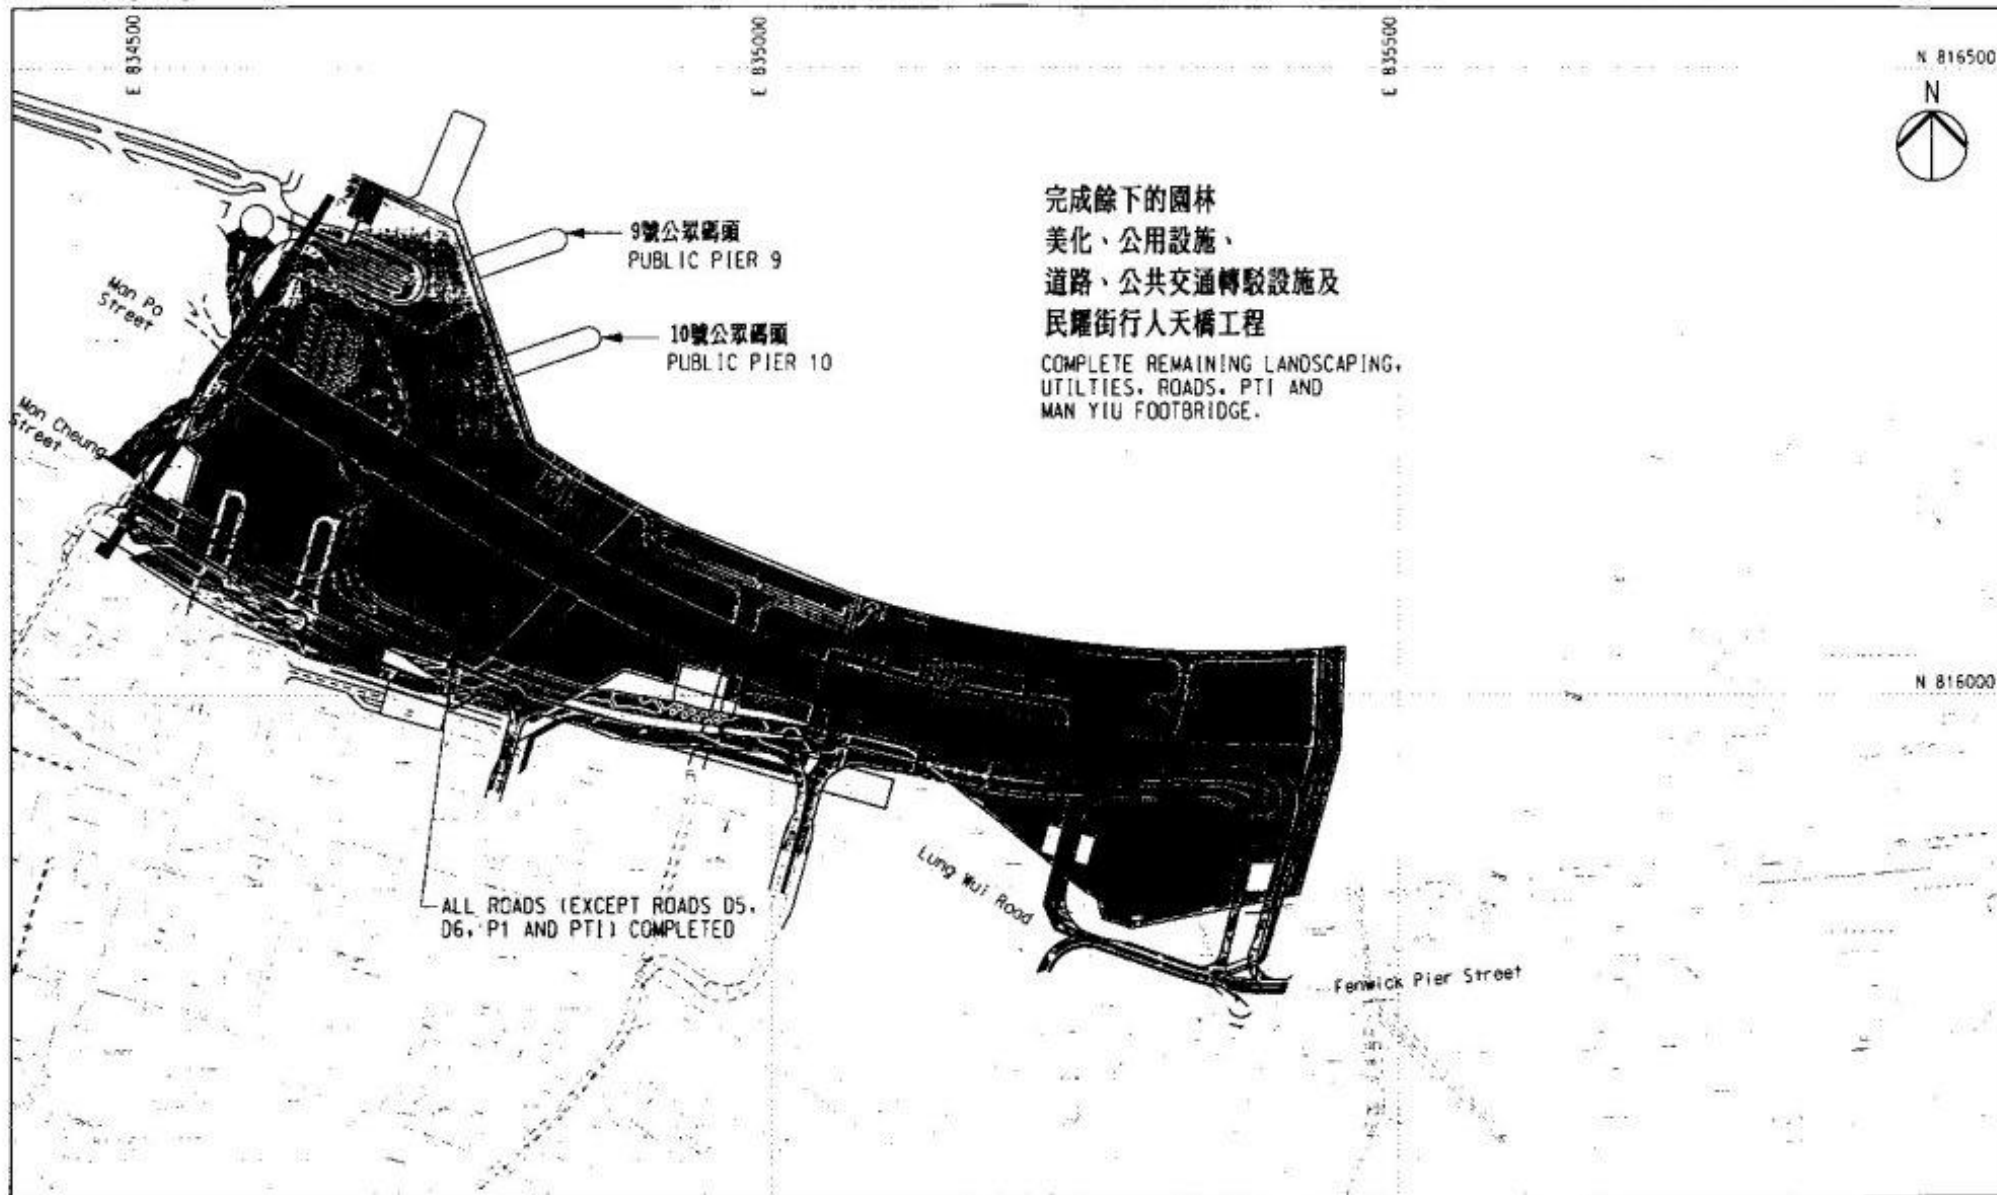 E 834500
E 835000
E 835500
N 816500
N
9號公眾碼頭
PUBLIC PIER 9
10號公眾碼頭
PUBLIC PIER 10
完成餘下的園林
美化、公用設施、
道路、公共交通轉駁設施及
民耀街行人天橋工程
COMPLETE REMAINING LANDSCAPING,
UTILTIES, ROADS, PTI AND
MAN YIU FOOTBRIDGE.
Man Po
Street
Man Cheung
Street
N 816000
ALL ROADS (EXCEPT ROADS D5,
D6, P1 AND PTI) COMPLETED
Lung Wui Road
Fenwick Pier Street